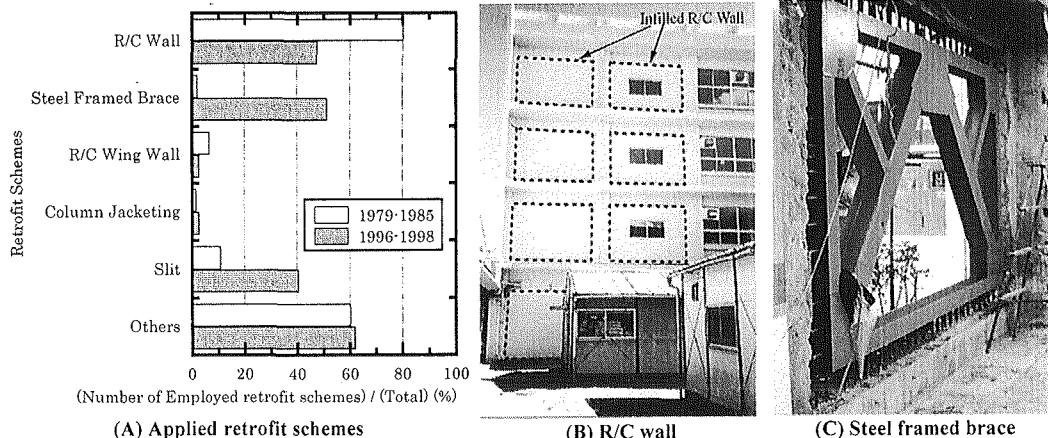 R/C Wall
Steel Framed Brace
R/C Wing Wall
Column Jacketing
Slit
Others
Retrofit Schemes
1979-1985
1996-1998
0 20 40 60 80 100
(Number of Employed retrofit schemes) / (Total) (%)
(A) Applied retrofit schemes
Infilled R/C Wall
(B) R/C wall
(C) Steel framed brace